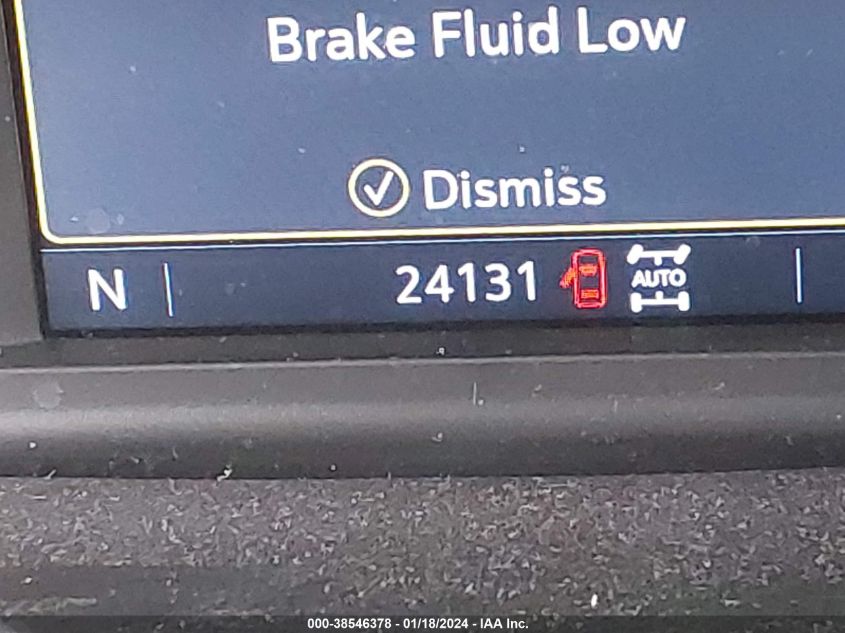 Brake Fluid Low
Dismiss
N 24131 AUTO
000-38546378 - 01/18/2024 - IAA Inc.